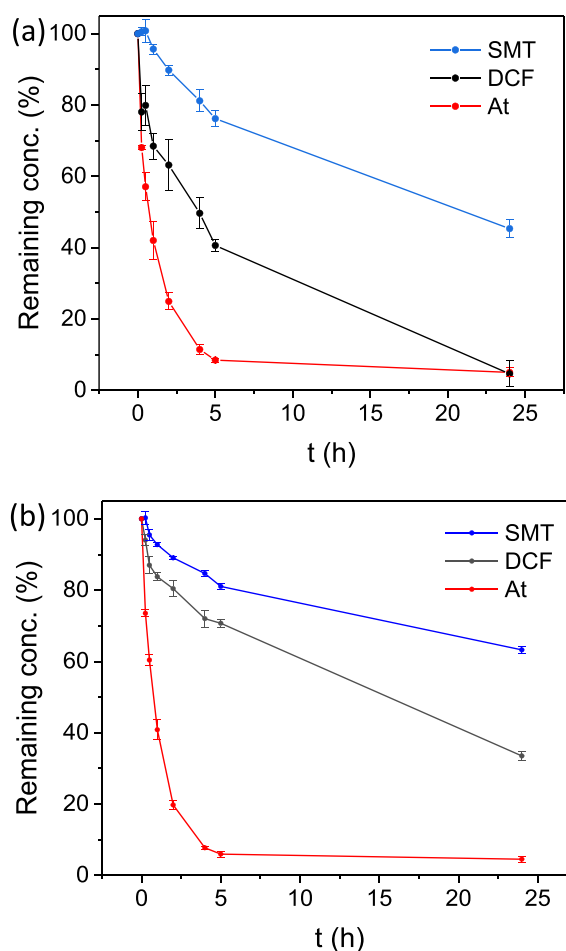 (a)
100
80
60
40
20
0
Remaining conc. (%)
SMT
DCF
At
0 5 10 15 20 25
t (h)
(b)
100
80
60
40
20
0
Remaining conc. (%)
SMT
DCF
At
0 5 10 15 20 25
t (h)